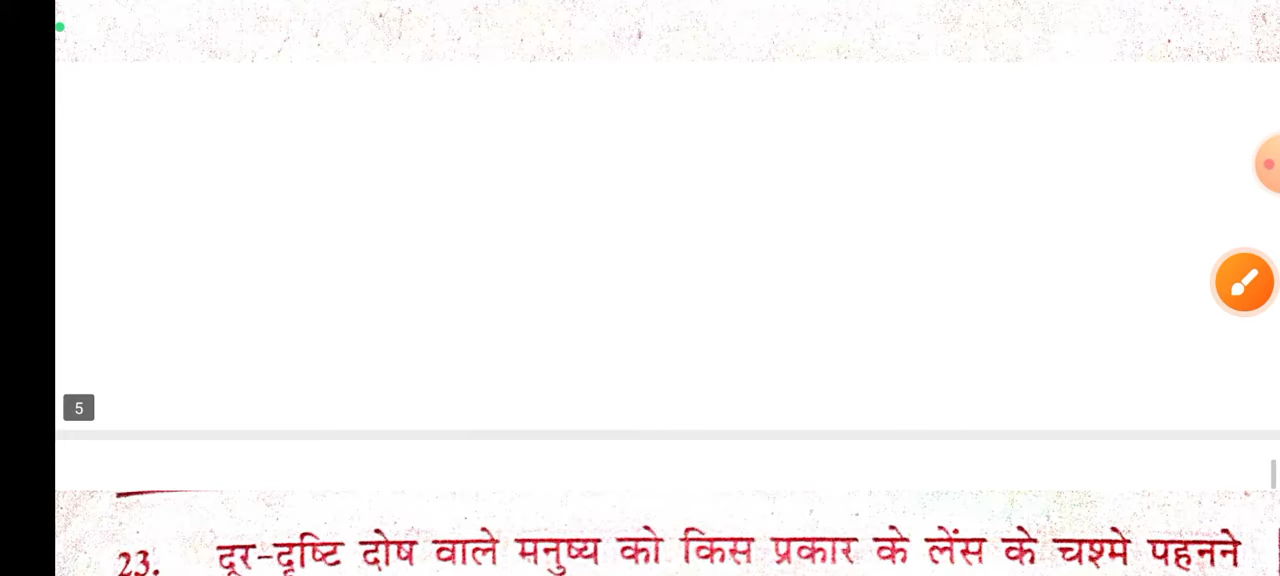 5
23. दूर-दृष्टि दोष वाले मनुष्य को किस प्रकार के लेंस के चश्मे पहनने